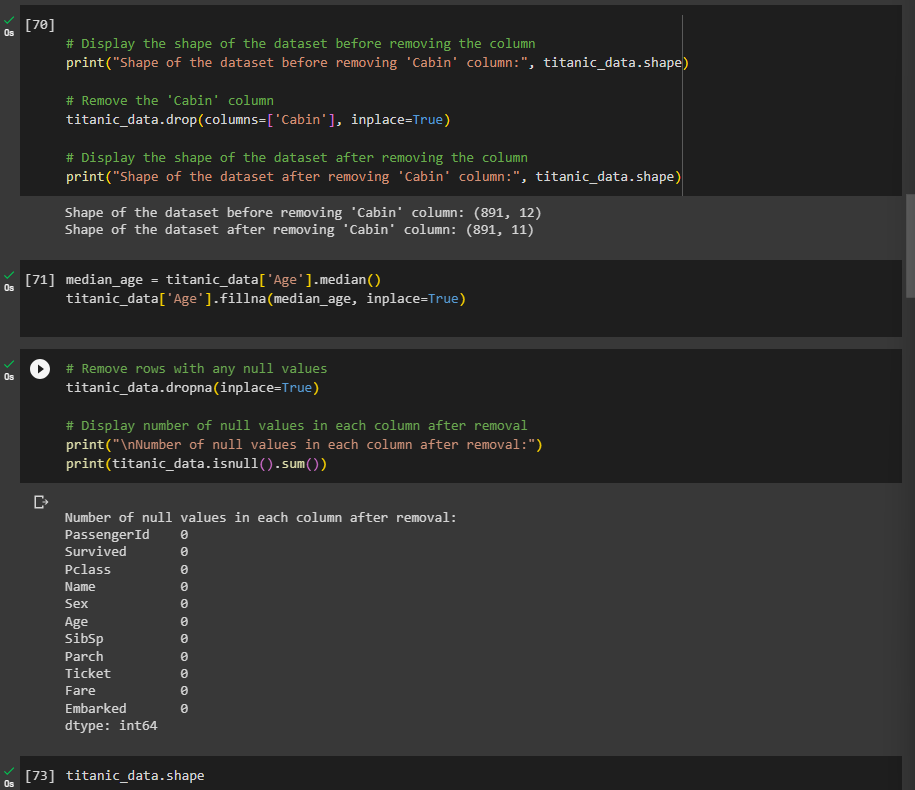 0s
[70]
# Display the shape of the dataset before removing the column
print("Shape of the dataset before removing 'Cabin' column:", titanic_data.shape)
# Remove the 'Cabin' column
titanic_data.drop(columns=['Cabin'], inplace=True)
# Display the shape of the dataset after removing the column
print("Shape of the dataset after removing 'Cabin' column:", titanic_data.shape)
Shape of the dataset before removing 'Cabin' column: (891, 12)
Shape of the dataset after removing 'Cabin' column: (891, 11)
0s
[71] median_age = titanic_data['Age'].median()
titanic_data['Age'].fillna(median_age, inplace=True)
0s
# Remove rows with any null values
titanic_data.dropna(inplace=True)
# Display number of null values in each column after removal
print("\nNumber of null values in each column after removal:")
print(titanic_data.isnull().sum())
Number of null values in each column after removal:
PassengerId    0
Survived       0
Pclass         0
Name           0
Sex            0
Age            0
SibSp          0
Parch          0
Ticket         0
Fare           0
Embarked       0
dtype: int64
0s
[73] titanic_data.shape